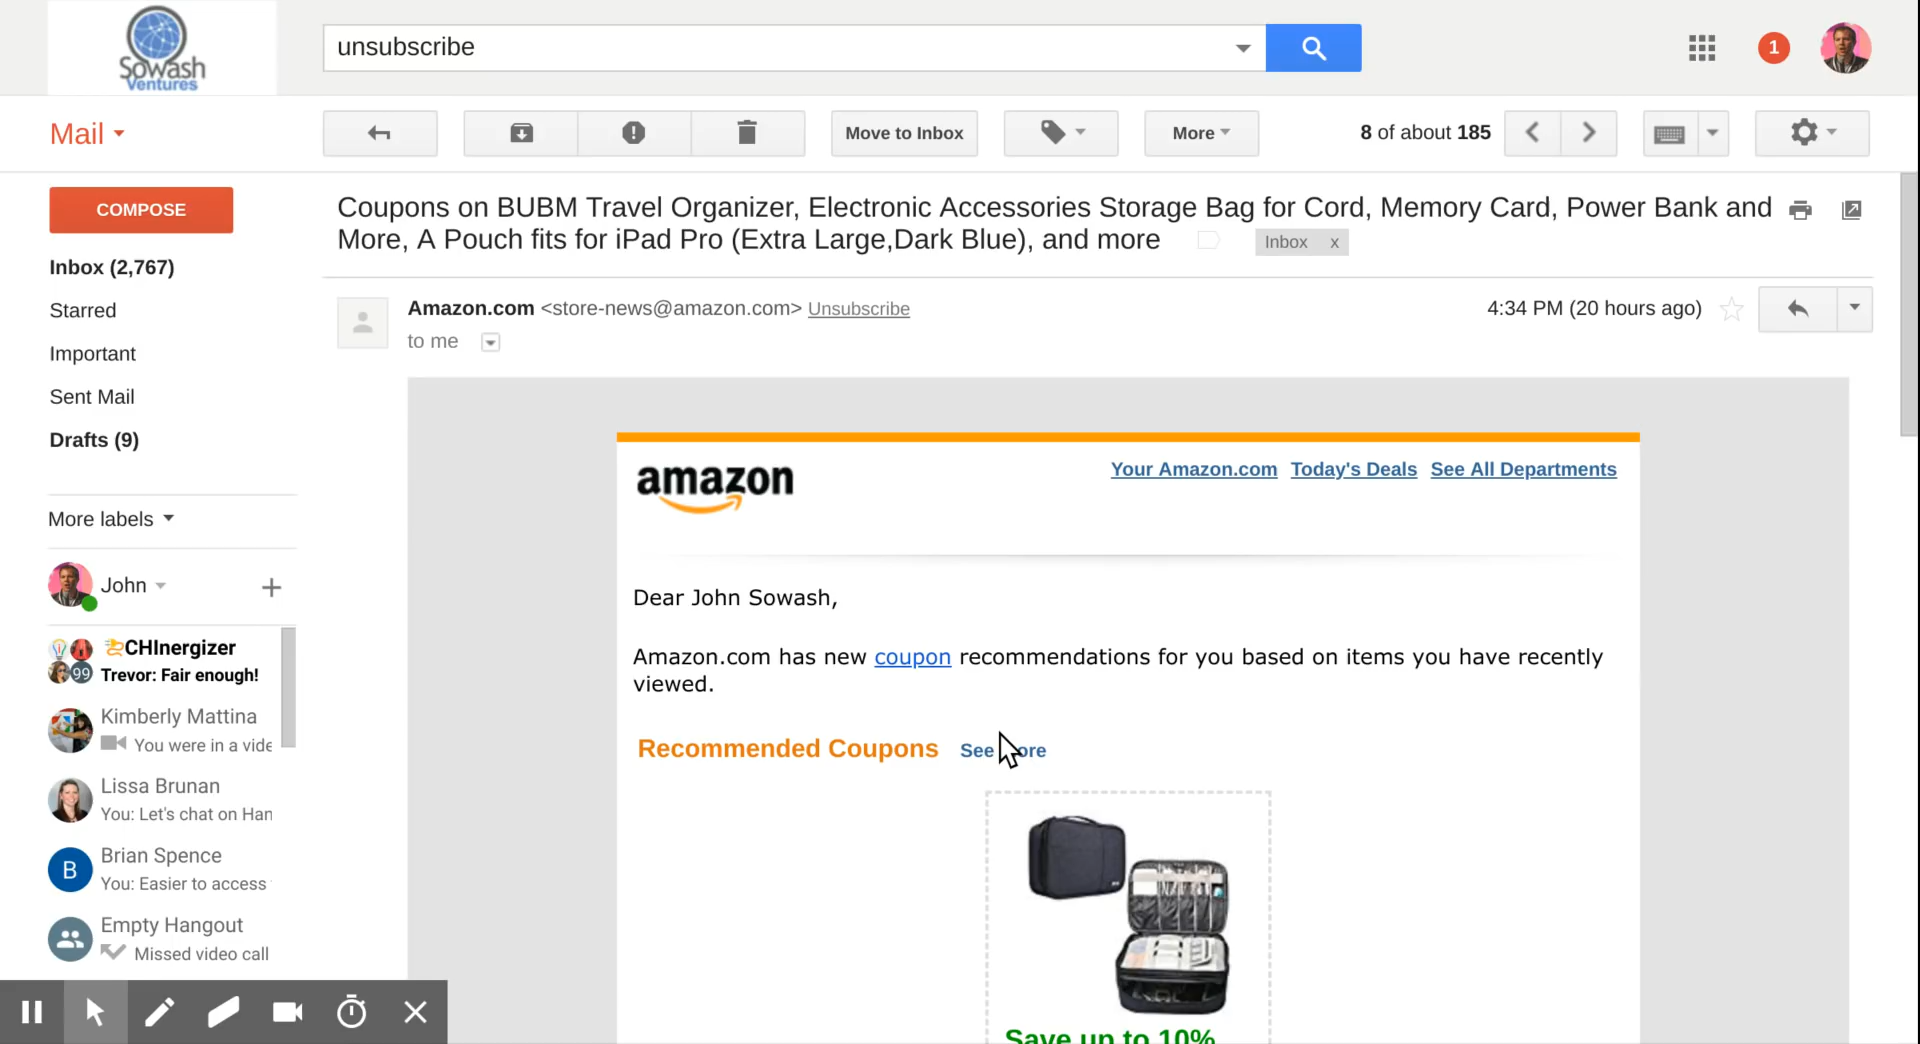 Sowash
Ventures
unsubscribe
1
Mail
Move to Inbox
More
8 of about 185
COMPOSE
Coupons on BUBM Travel Organizer, Electronic Accessories Storage Bag for Cord, Memory Card, Power Bank and
More, A Pouch fits for iPad Pro (Extra Large,Dark Blue), and more
Inbox x
Inbox (2,767)
Starred
Important
Sent Mail
Drafts (9)
More labels
John
CHInergizer
99
Trevor: Fair enough!
Kimberly Mattina
You were in a vide
Lissa Brunan
You: Let's chat on Han
B
Brian Spence
You: Easier to access
Empty Hangout
Missed video call
Amazon.com <store-news@amazon.com> Unsubscribe
4:34 PM (20 hours ago)
to me
amazon
Your Amazon.com Today's Deals See All Departments
Dear John Sowash,
Amazon.com has new coupon recommendations for you based on items you have recently
viewed.
Recommended Coupons See ore
Save up to 10%